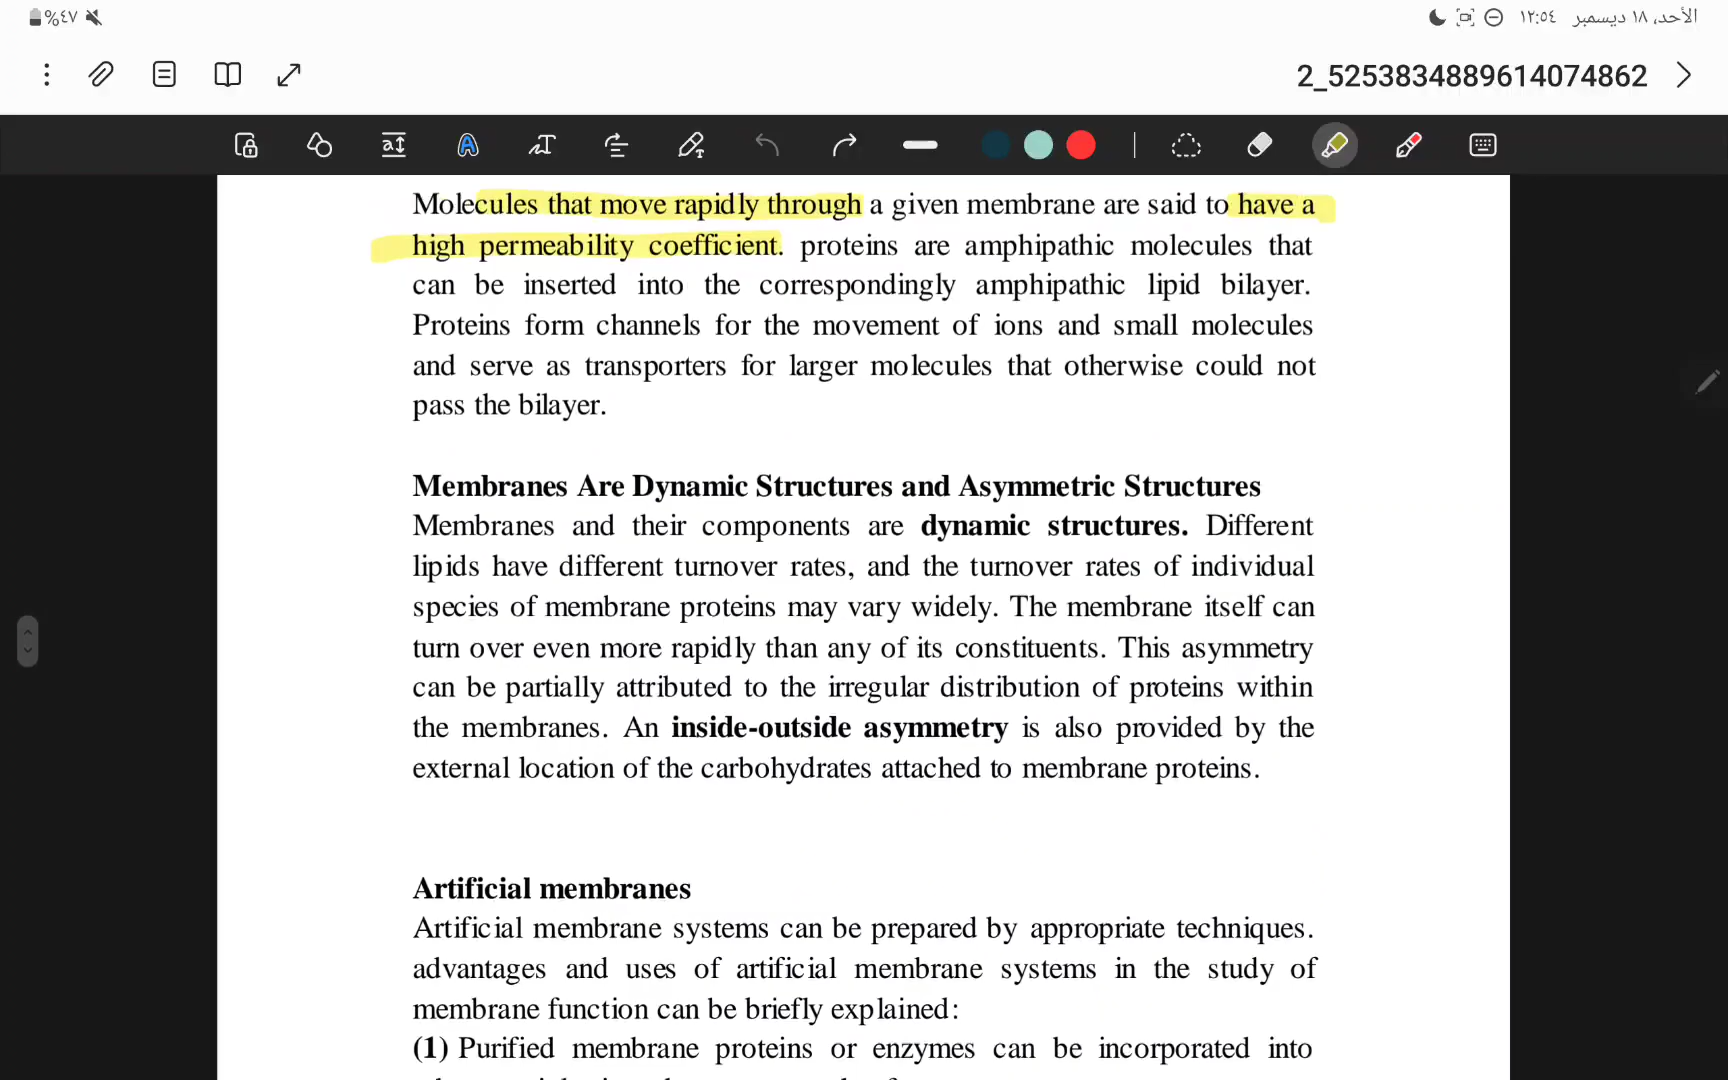 %٤٧
الأحد، ١٨ ديسمبر ١٢:٥٤
2_5253834889614074862
Molecules that move rapidly through a given membrane are said to have a
high permeability coefficient. proteins are amphipathic molecules that
can be inserted into the correspondingly amphipathic lipid bilayer.
Proteins form channels for the movement of ions and small molecules
and serve as transporters for larger molecules that otherwise could not
pass the bilayer.
Membranes Are Dynamic Structures and Asymmetric Structures
Membranes and their components are dynamic structures. Different
lipids have different turnover rates, and the turnover rates of individual
species of membrane proteins may vary widely. The membrane itself can
turn over even more rapidly than any of its constituents. This asymmetry
can be partially attributed to the irregular distribution of proteins within
the membranes. An inside-outside asymmetry is also provided by the
external location of the carbohydrates attached to membrane proteins.
Artificial membranes
Artificial membrane systems can be prepared by appropriate techniques.
advantages and uses of artificial membrane systems in the study of
membrane function can be briefly explained:
(1) Purified membrane proteins or enzymes can be incorporated into